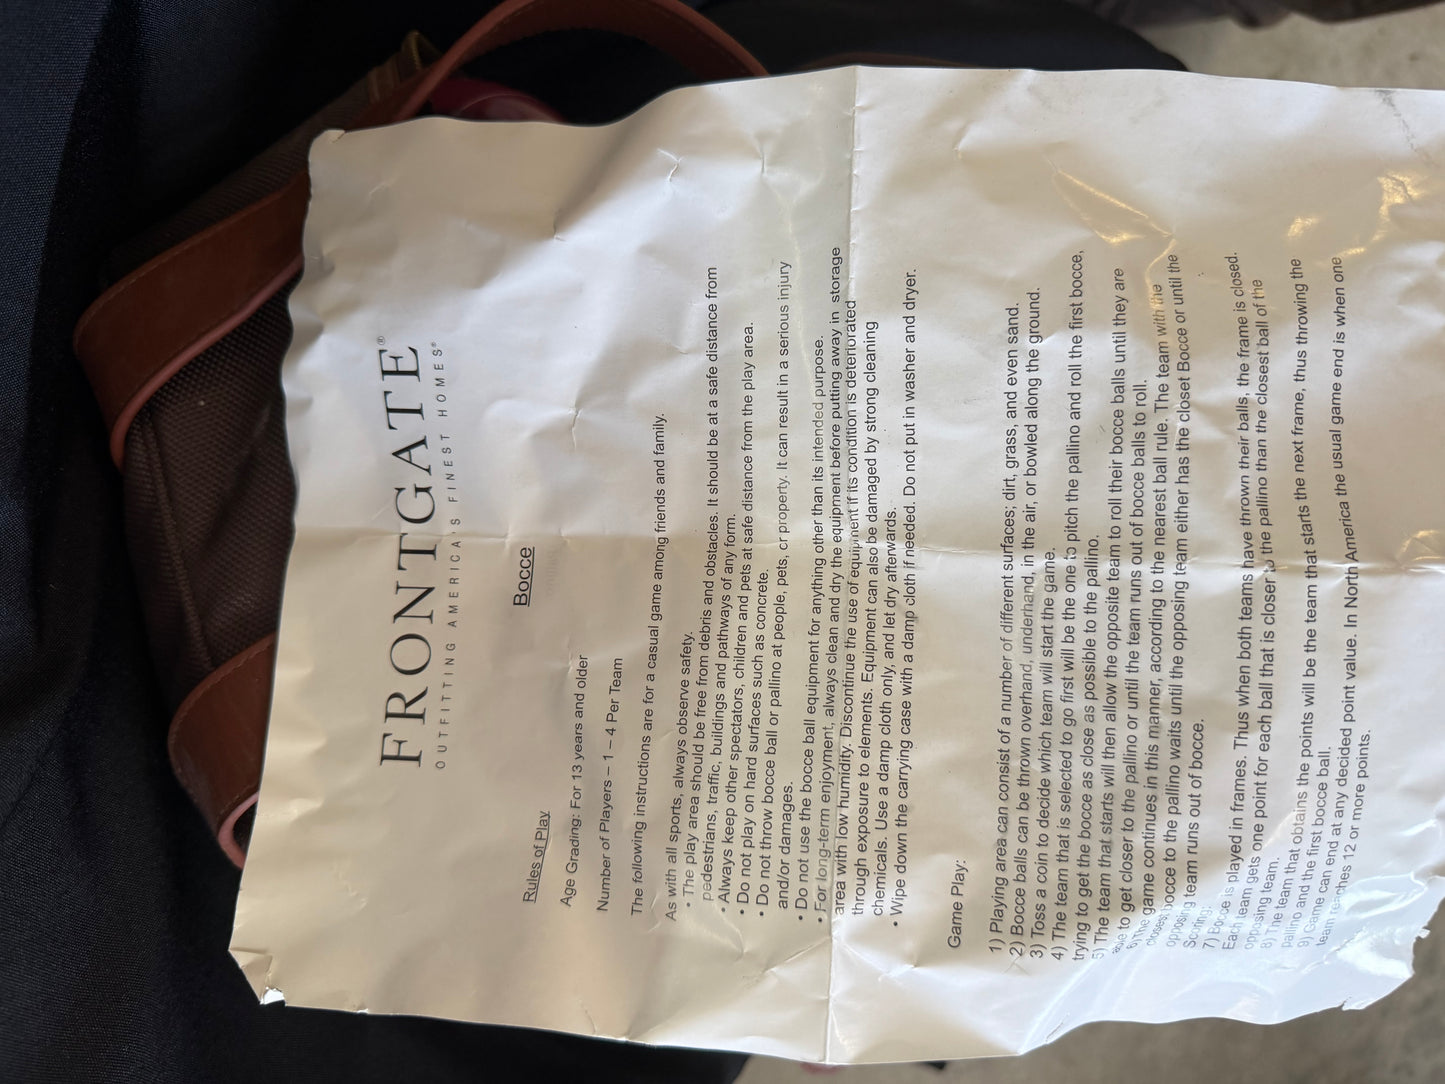 FRONTGATE®
OUTFITTING AMERICA'S FINEST HOMES®
Bocce
Rules of Play
Age Grading: For 13 years and older
Number of Players – 1 – 4 Per Team
The following instructions are for a casual game among friends and family.
As with all sports, always observe safety.
• The play area should be free from debris and obstacles. It should be at a safe distance from
pedestrians, traffic, buildings and pathways of any form.
• Always keep other spectators, children and pets at safe distance from the play area.
• Do not play on hard surfaces such as concrete.
• Do not throw bocce ball or pallino at people, pets, or property. It can result in a serious injury
and/or damages.
• Do not use the bocce ball equipment for anything other than its intended purpose.
• For long-term enjoyment, always clean and dry the equipment before putting away in storage
area with low humidity. Discontinue the use of equipment if its condition is deteriorated
through exposure to elements. Equipment can also be damaged by strong cleaning
chemicals. Use a damp cloth only, and let dry afterwards.
• Wipe down the carrying case with a damp cloth if needed. Do not put in washer and dryer.
Game Play:
1) Playing area can consist of a number of different surfaces; dirt, grass, and even sand.
2) Bocce balls can be thrown overhand, underhand, in the air, or bowled along the ground.
3) Toss a coin to decide which team will start the game.
4) The team that is selected to go first will be the one to pitch the pallino and roll the first bocce,
trying to get the bocce as close as possible to the pallino.
5) The team that starts will then allow the opposite team to roll their bocce balls until they are
able to get closer to the pallino or until the team runs out of bocce balls to roll.
6) The game continues in this manner, according to the nearest ball rule. The team with the
closest bocce to the pallino waits until the opposing team either has the closet Bocce or until the
opposing team runs out of bocce.
Scoring:
7) Bocce is played in frames. Thus when both teams have thrown their balls, the frame is closed.
Each team gets one point for each ball that is closer to the pallino than the closest ball of the
opposing team.
8) The team that obtains the points will be the team that starts the next frame, thus throwing the
pallino and the first bocce ball.
9) Game can end at any decided point value. In North America the usual game end is when one
team reaches 12 or more points.